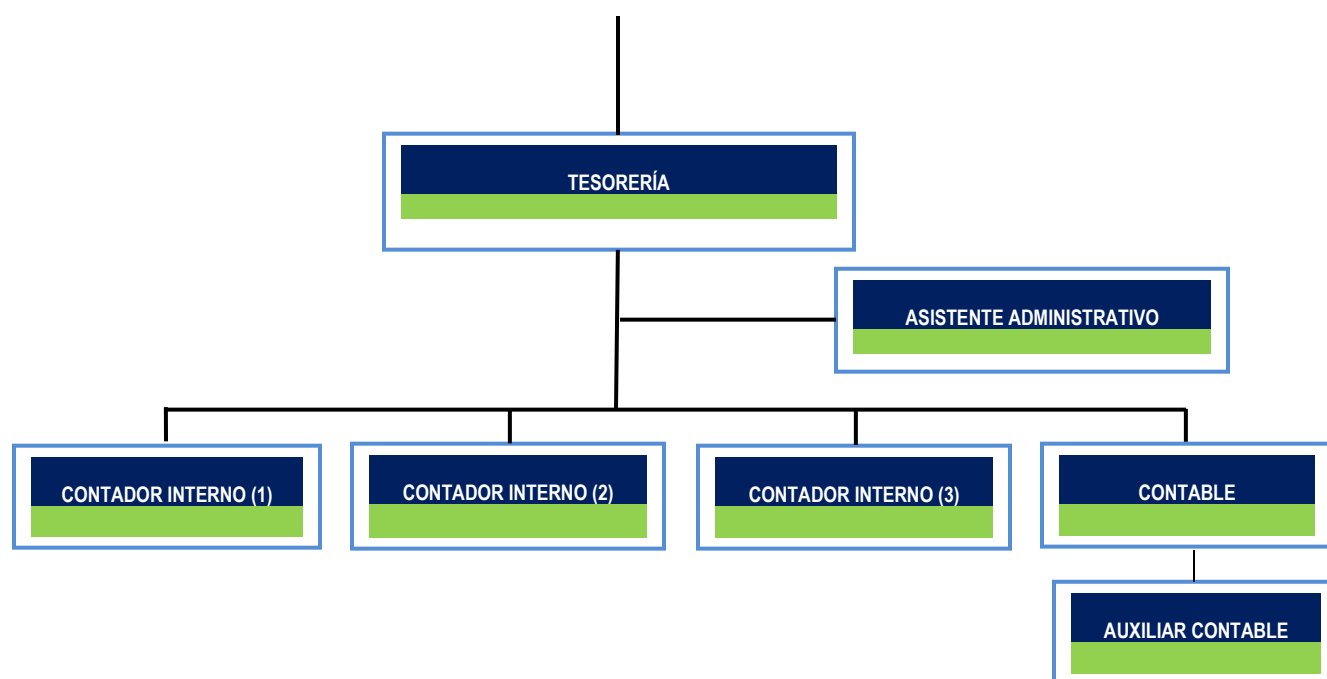 TESORERÍA
ASISTENTE ADMINISTRATIVO
CONTADOR INTERNO (1)
CONTADOR INTERNO (2)
CONTADOR INTERNO (3)
CONTABLE
AUXILIAR CONTABLE